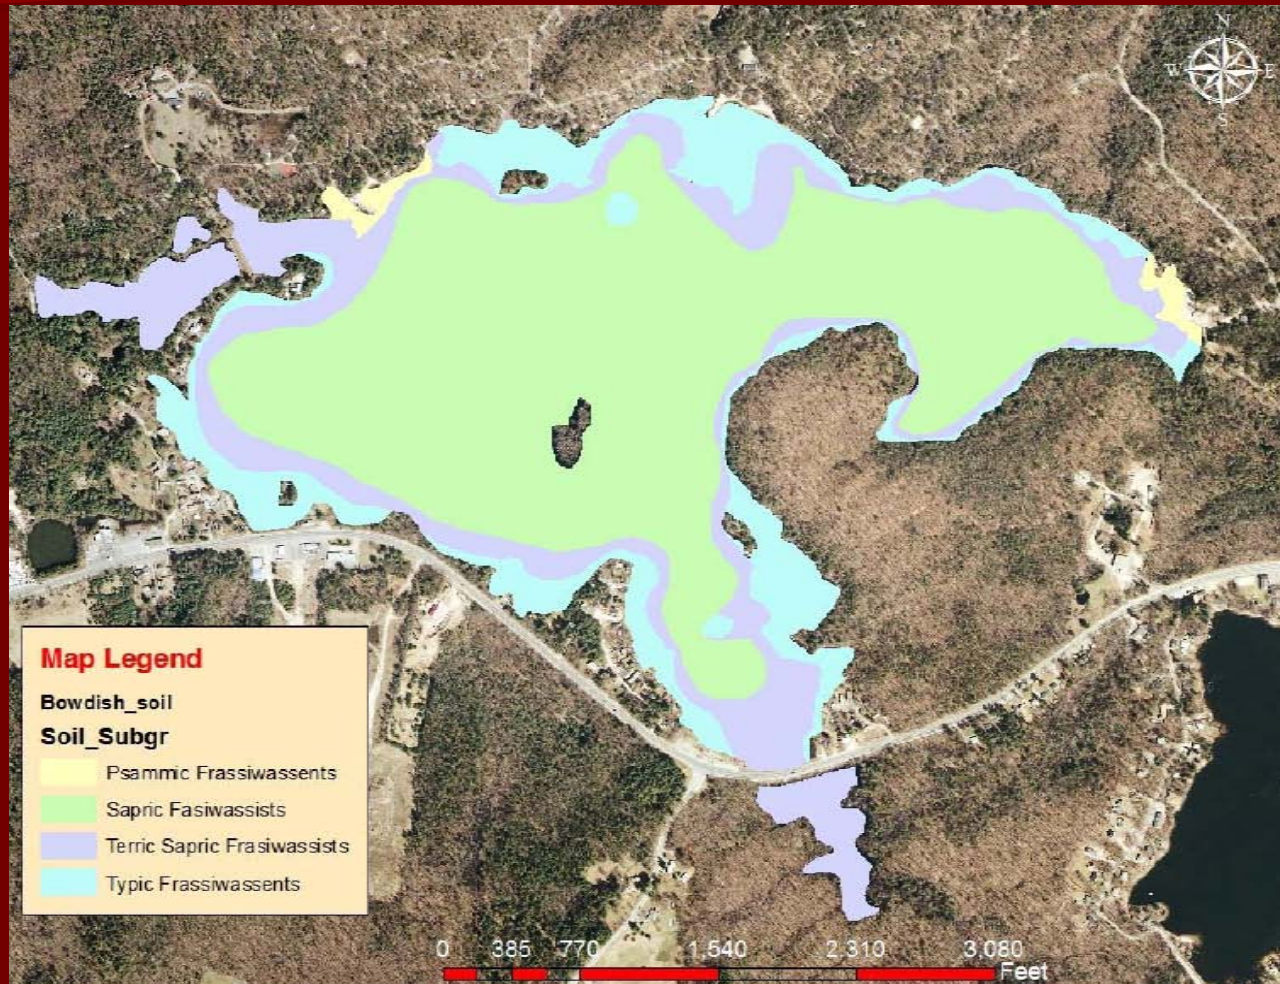 N
W E
S
Map Legend
Bowdish_soil
Soil_Subgr
Psammic Frassiwassents
Sapric Fasiwassists
Terric Sapric Frasiwassists
Typic Frassiwassents
0 385 770 1,540 2,310 3,080
Feet